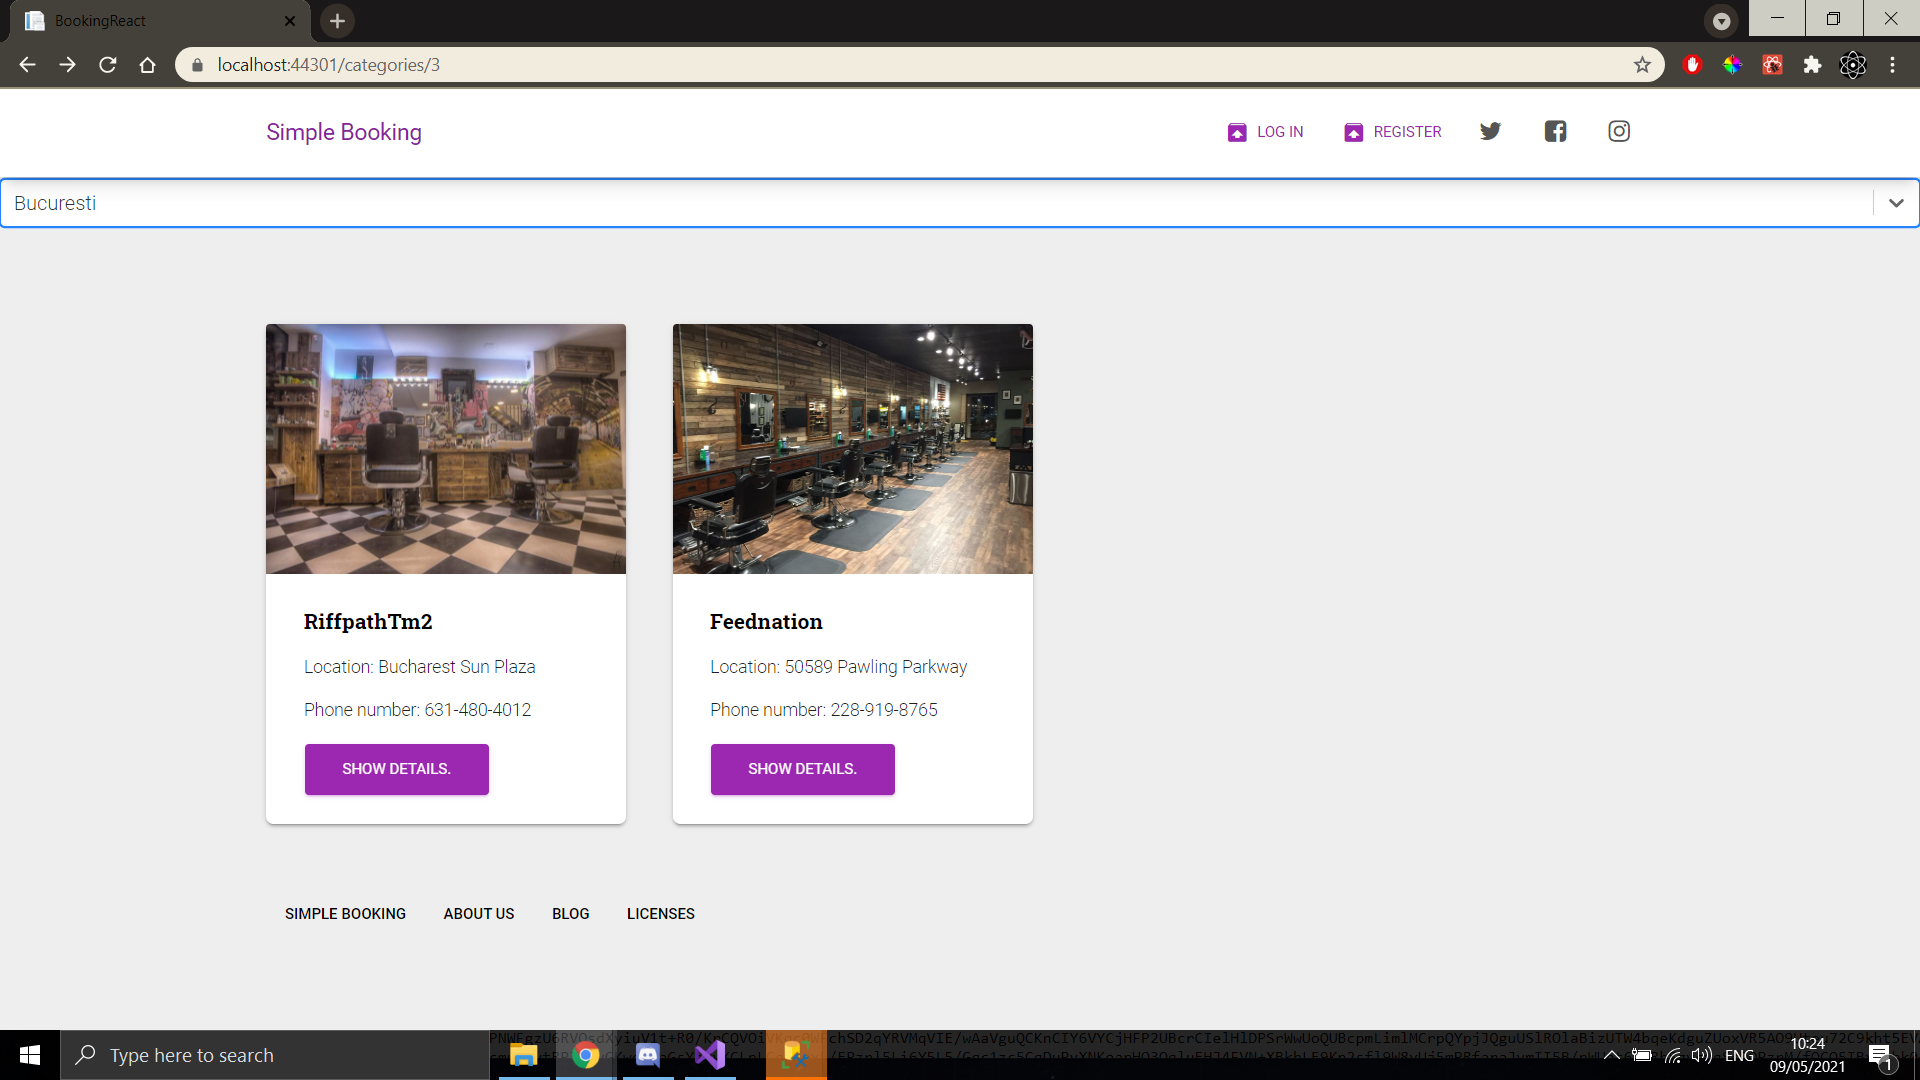 BookingReact
localhost:44301/categories/3
Simple Booking
LOG IN
REGISTER
Bucuresti
RiffpathTm2
Location: Bucharest Sun Plaza
Phone number: 631-480-4012
SHOW DETAILS.
Feednation
Location: 50589 Pawling Parkway
Phone number: 228-919-8765
SHOW DETAILS.
SIMPLE BOOKING
ABOUT US
BLOG
LICENSES
Type here to search
ENG
10:24
09/05/2021
1